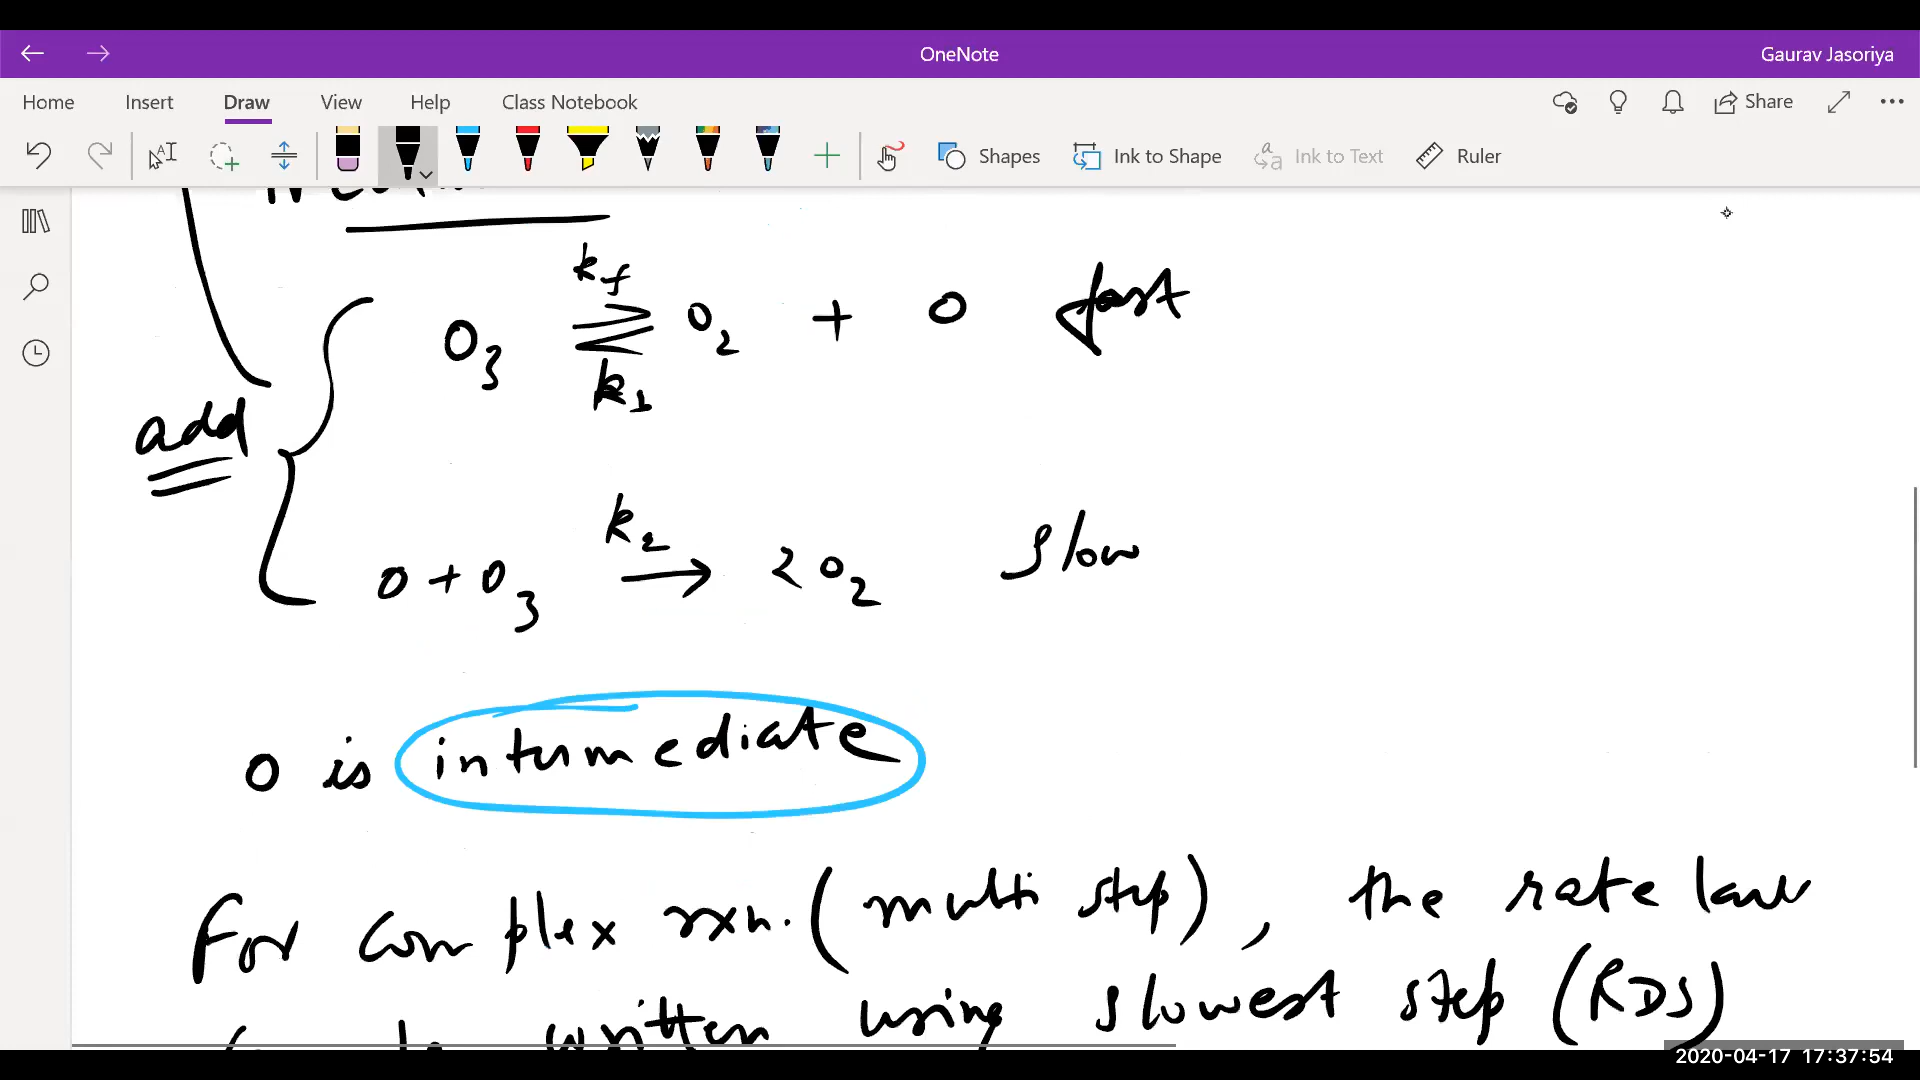 OneNote
Gaurav Jasoriya
Home Insert Draw View Help Class Notebook Share
Shapes Ink to Shape Ink to Text Ruler
kf
O3 ⇌ O2 + O fast
k1
add
k2
O + O3 → 2O2 slow
O is intermediate
For complex rxn. (multi step), the rate law
written using slowest step (RDS)
2020-04-17 17:37:54